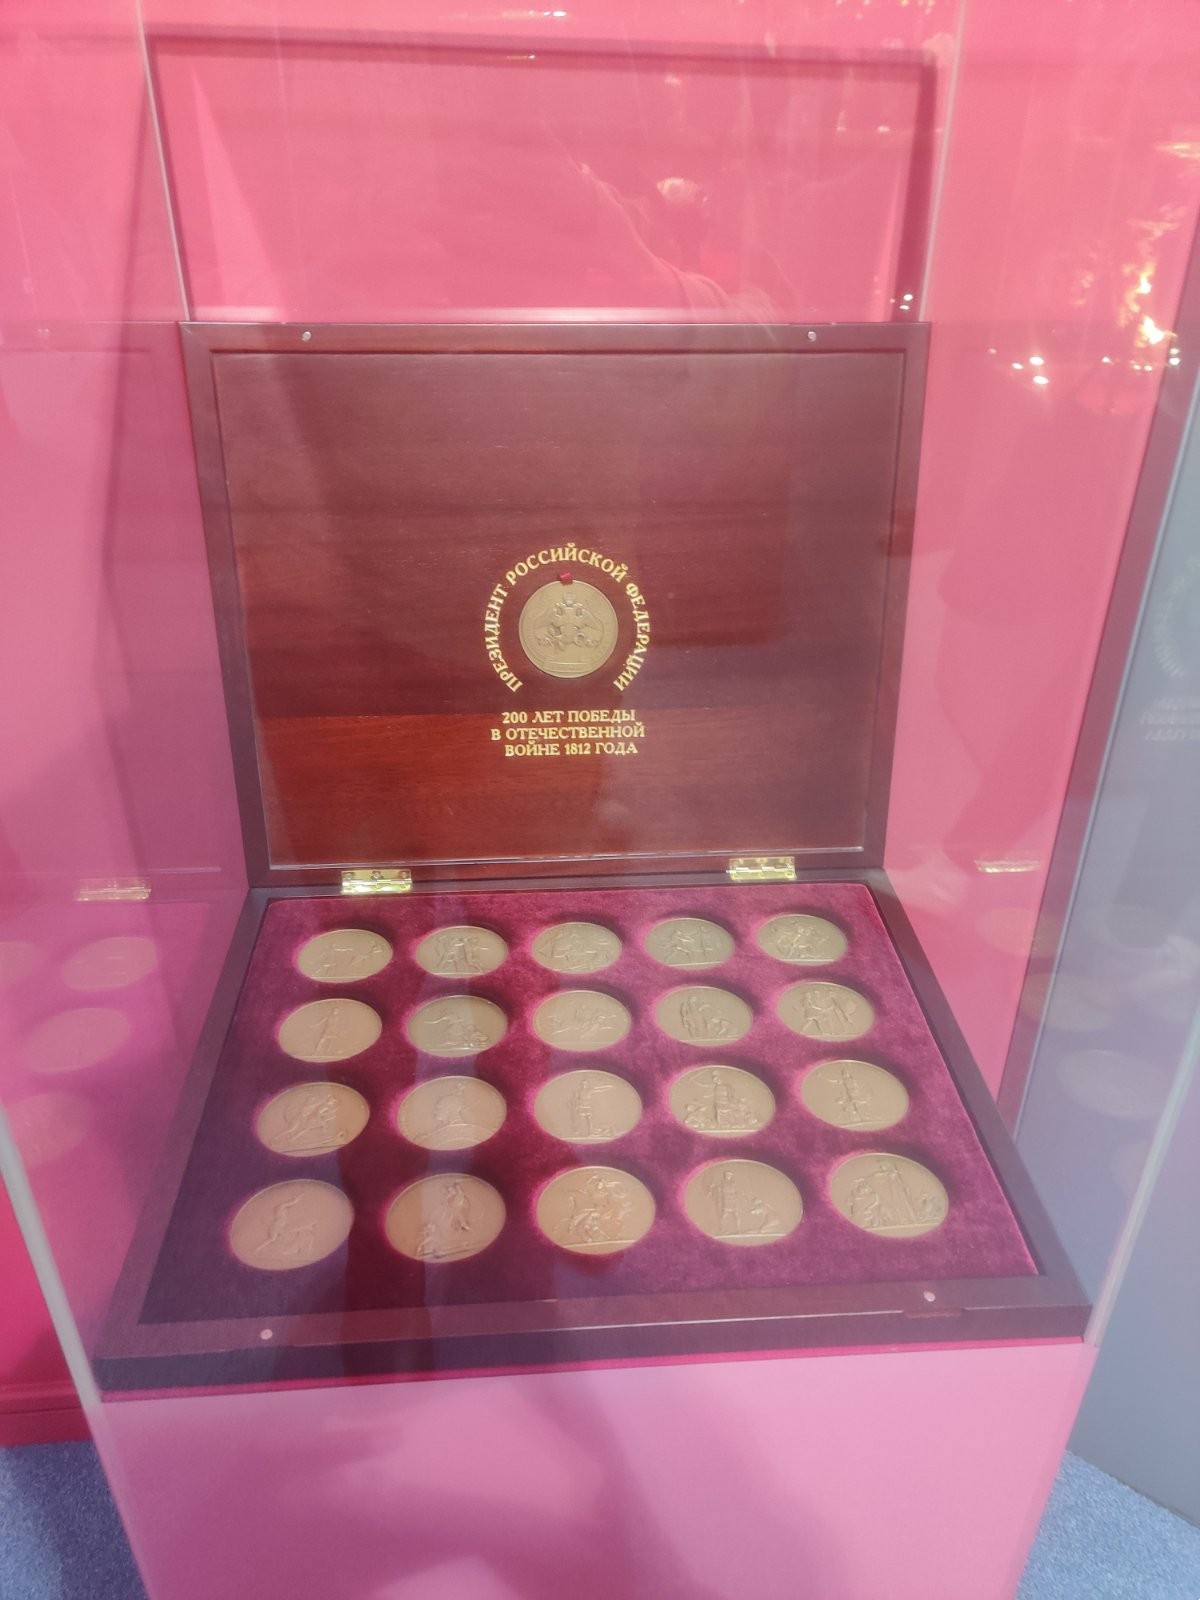 ПРЕЗИДЕНТ РОССИЙСКОЙ ФЕДЕРАЦИИ
200 ЛЕТ ПОБЕДЫ
В ОТЕЧЕСТВЕННОЙ
ВОЙНЕ 1812 ГОДА